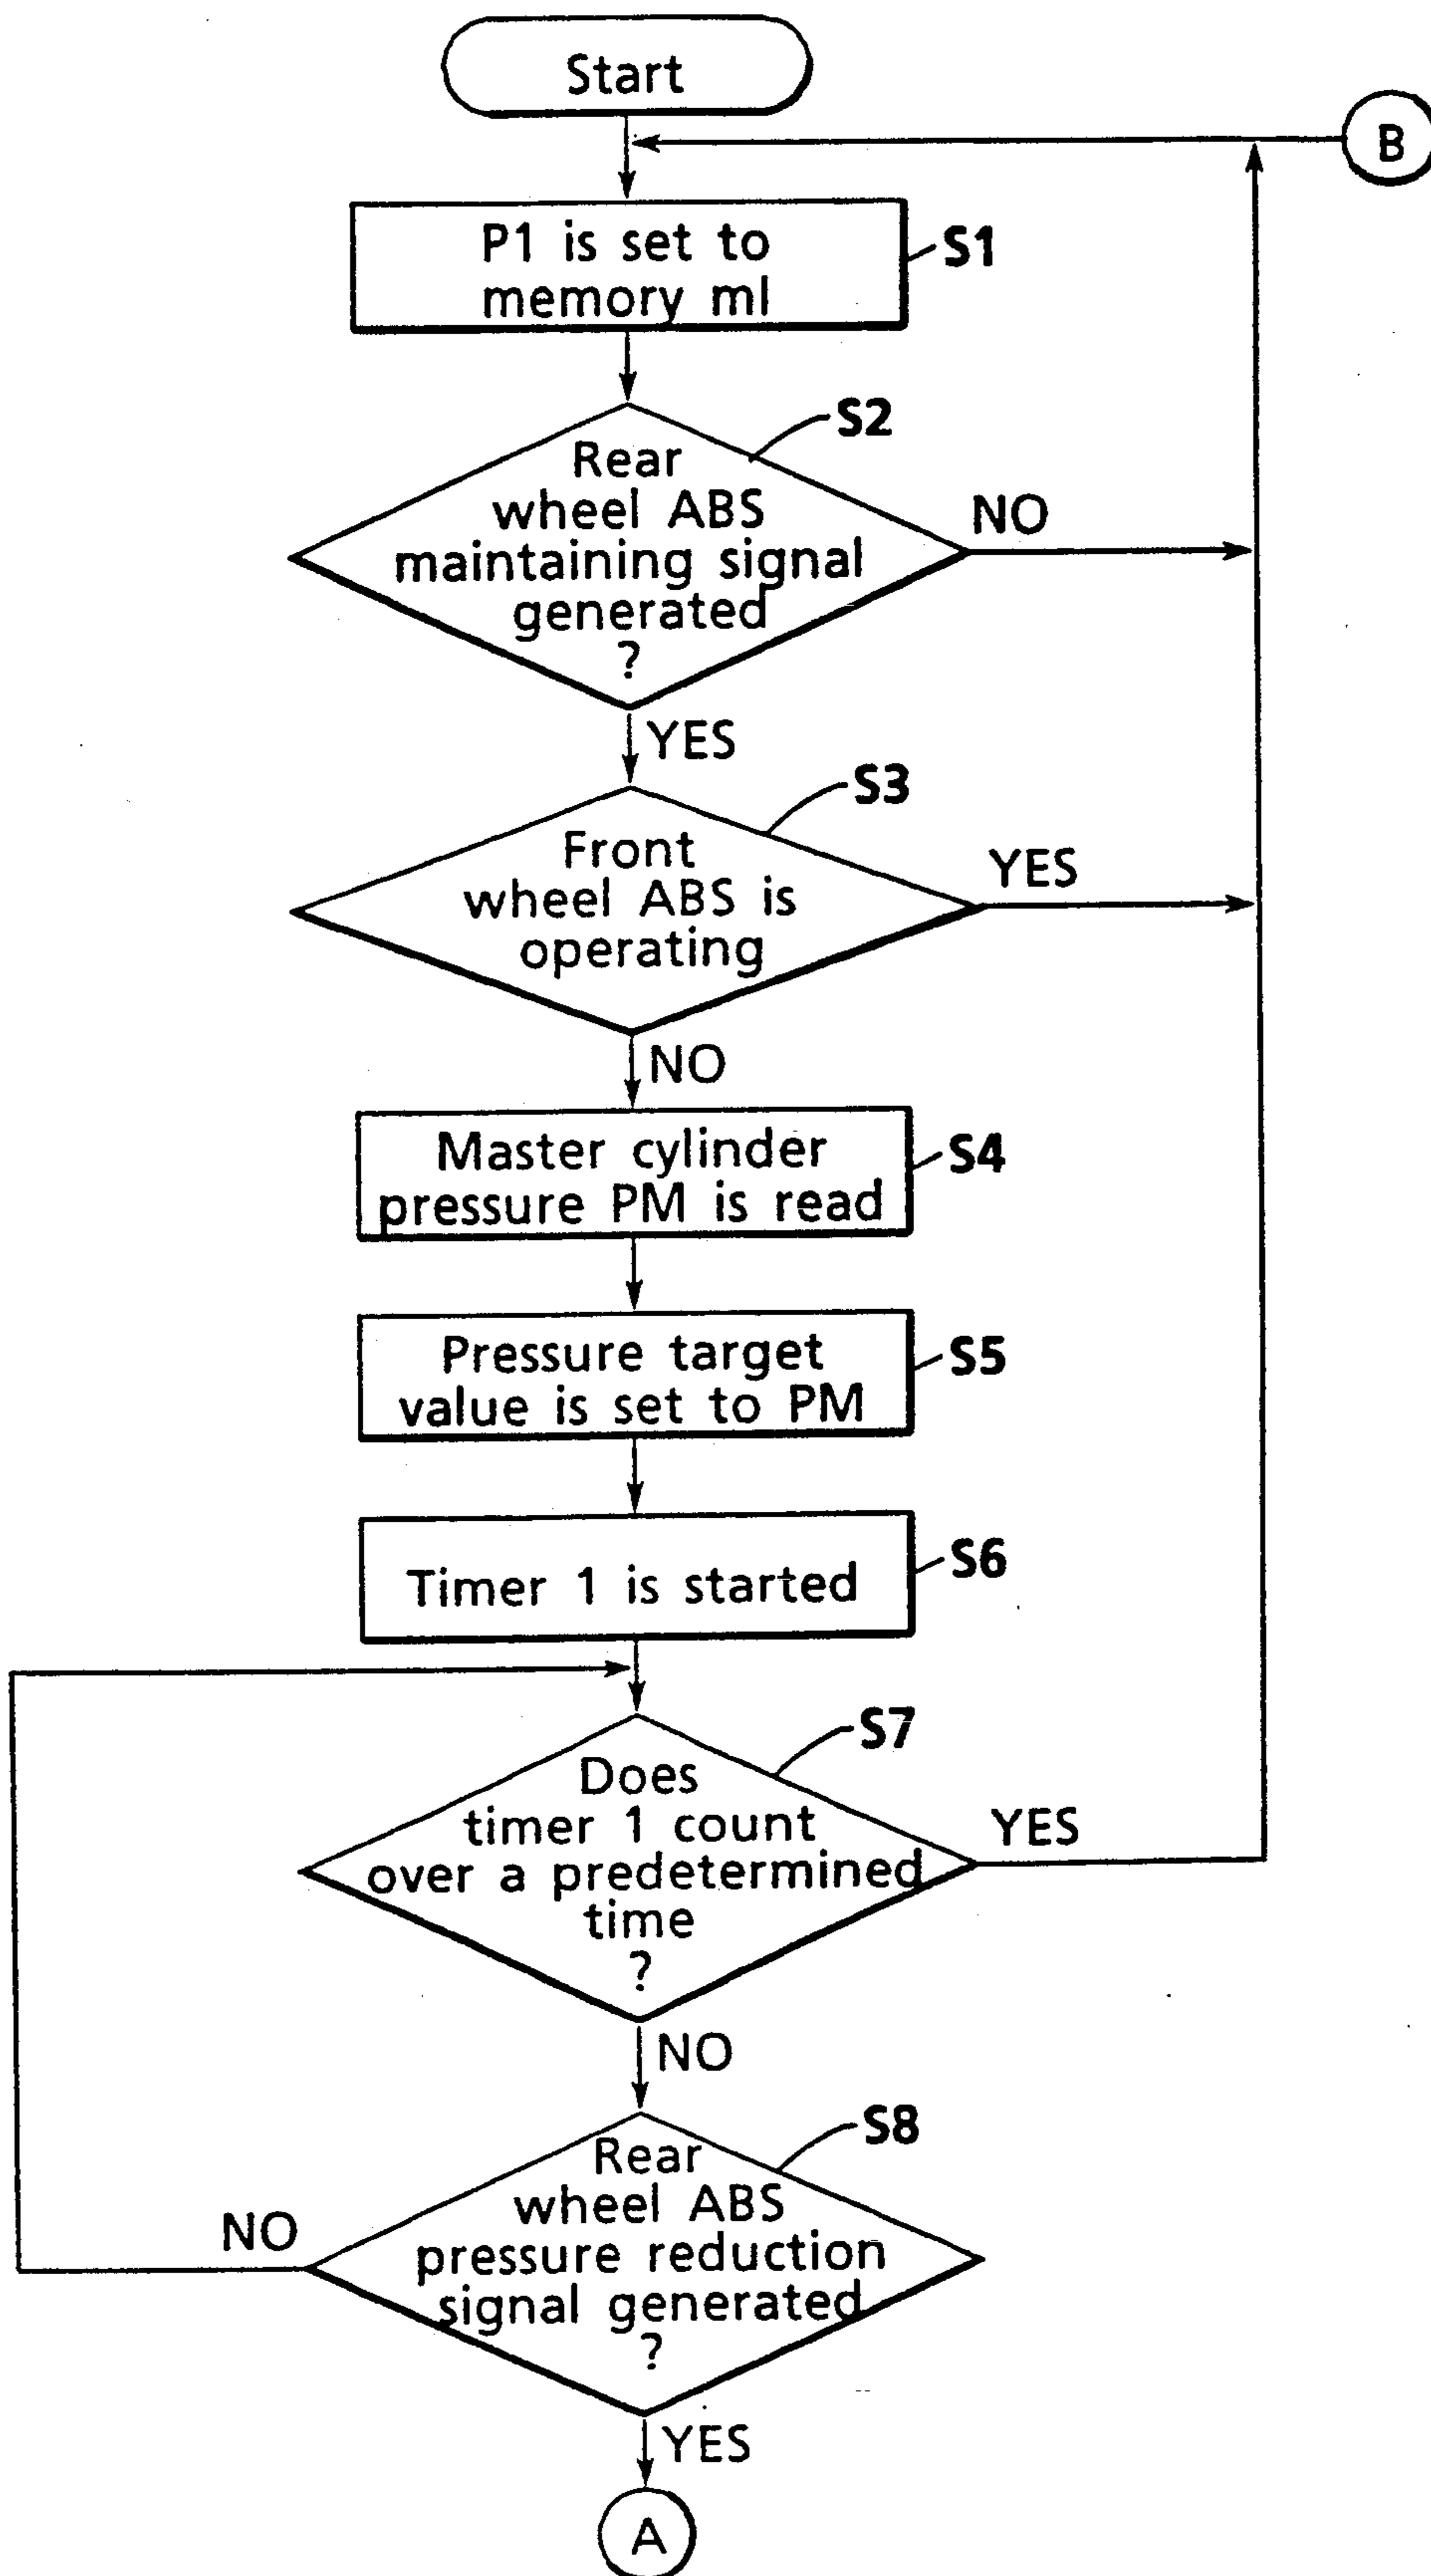 Start
B
P1 is set to
memory ml
S1
S2
Rear
wheel ABS
maintaining signal
generated
?
NO
YES
S3
Front
wheel ABS is
operating
YES
NO
Master cylinder
pressure PM is read
S4
Pressure target
value is set to PM
S5
Timer 1 is started
S6
S7
Does
timer 1 count
over a predetermined
time
?
YES
NO
S8
Rear
wheel ABS
pressure reduction
signal generated
?
NO
YES
A